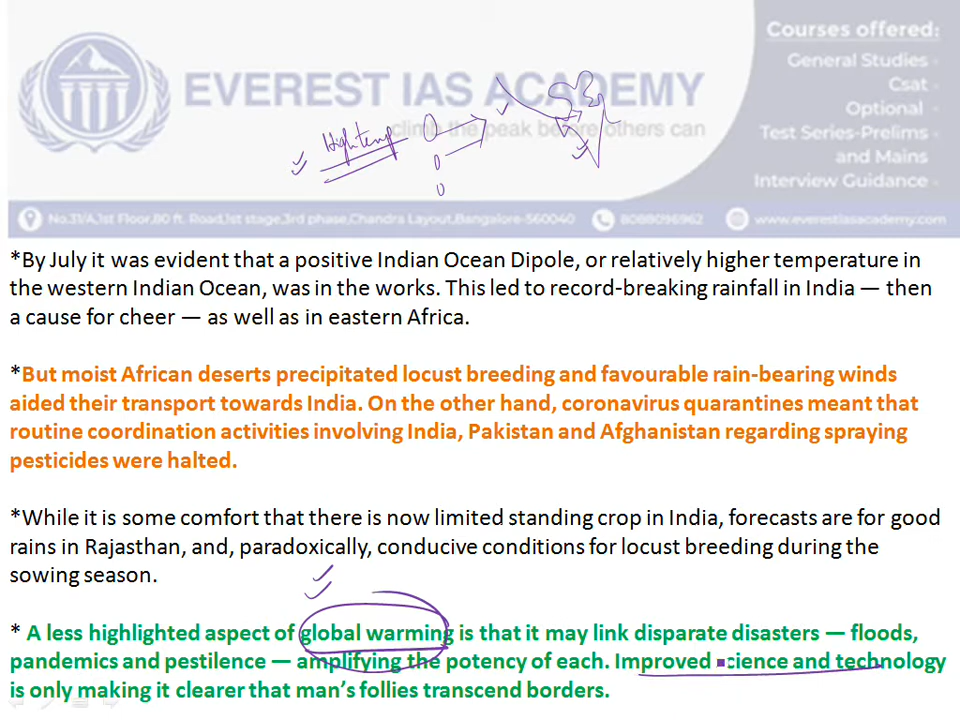 Courses offered:
General Studies -
Csat -
Optional -
Test Series-Prelims -
and Mains
Interview Guidance -
EVEREST IAS ACADEMY
climb the peak before others can
High temp
No.31/A,1st Floor,80 ft. Road,1st stage,3rd phase,Chandra Layout,Bangalore-560040
8088096962
www.everestiasacademy.com
*By July it was evident that a positive Indian Ocean Dipole, or relatively higher temperature in
the western Indian Ocean, was in the works. This led to record-breaking rainfall in India — then
a cause for cheer — as well as in eastern Africa.
*But moist African deserts precipitated locust breeding and favourable rain-bearing winds
aided their transport towards India. On the other hand, coronavirus quarantines meant that
routine coordination activities involving India, Pakistan and Afghanistan regarding spraying
pesticides were halted.
*While it is some comfort that there is now limited standing crop in India, forecasts are for good
rains in Rajasthan, and, paradoxically, conducive conditions for locust breeding during the
sowing season.
* A less highlighted aspect of global warming is that it may link disparate disasters — floods,
pandemics and pestilence — amplifying the potency of each. Improved science and technology
is only making it clearer that man's follies transcend borders.